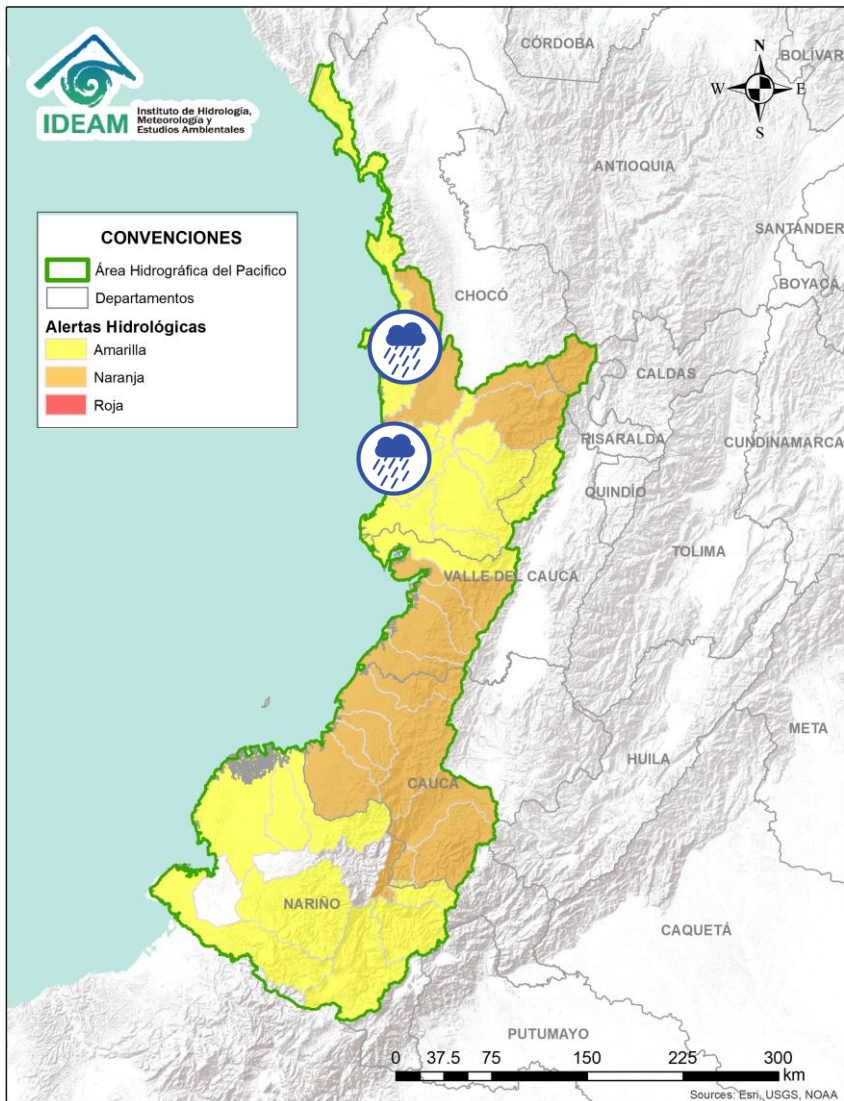 IDEAM
Instituto de Hidrología,
Meteorología y
Estudios Ambientales
CÓRDOBA
BOLÍVAR
N
W
E
S
ANTIOQUIA
SANTANDER
BOYACÁ
CONVENCIONES
Área Hidrográfica del Pacifico
Departamentos
Alertas Hidrológicas
Amarilla
Naranja
Roja
CHOCÓ
CALDAS
RISARALDA
CUNDINAMARCA
QUINDÍO
TOLIMA
VALLE DEL CAUCA
META
HUILA
CAUCA
NARIÑO
CAQUETÁ
PUTUMAYO
0 37.5 75 150 225 300
km
Sources: Esri, USGS, NOAA